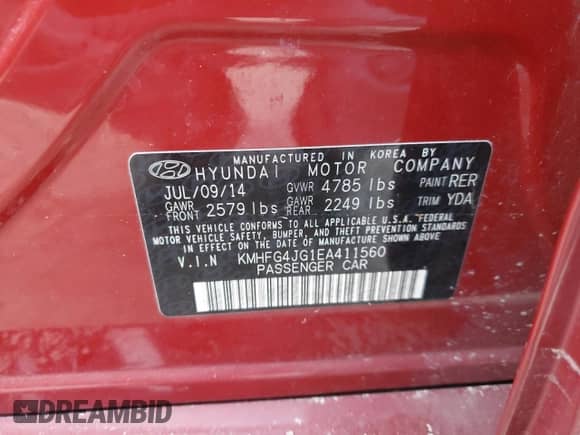 MANUFACTURED IN KOREA BY
HYUNDAI MOTOR COMPANY
JUL/09/14 GVWR 4785 lbs PAINT RER
GAWR FRONT 2579 lbs GAWR REAR 2249 lbs TRIM YDA
THIS VEHICLE CONFORMS TO ALL APPLICABLE U.S.A. FEDERAL
MOTOR VEHICLE SAFETY, BUMPER, AND THEFT PREVENTION STANDARDS
IN EFFECT ON THE DATE OF MANUFACTURE SHOWN ABOVE.
V.I.N KMHFG4JG1EA411560
PASSENGER CAR
DREAMBID